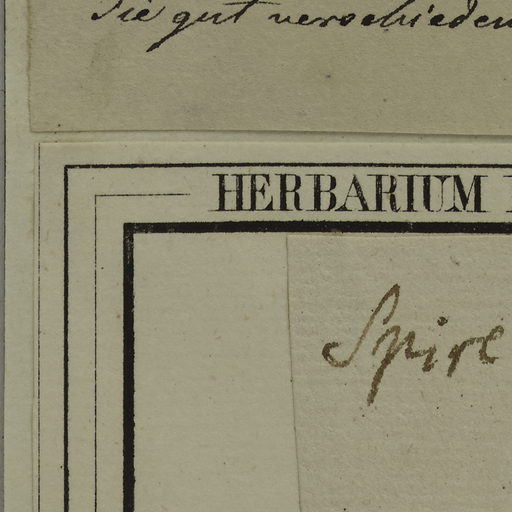 Sie gut verschieden
HERBARIUM
Spire